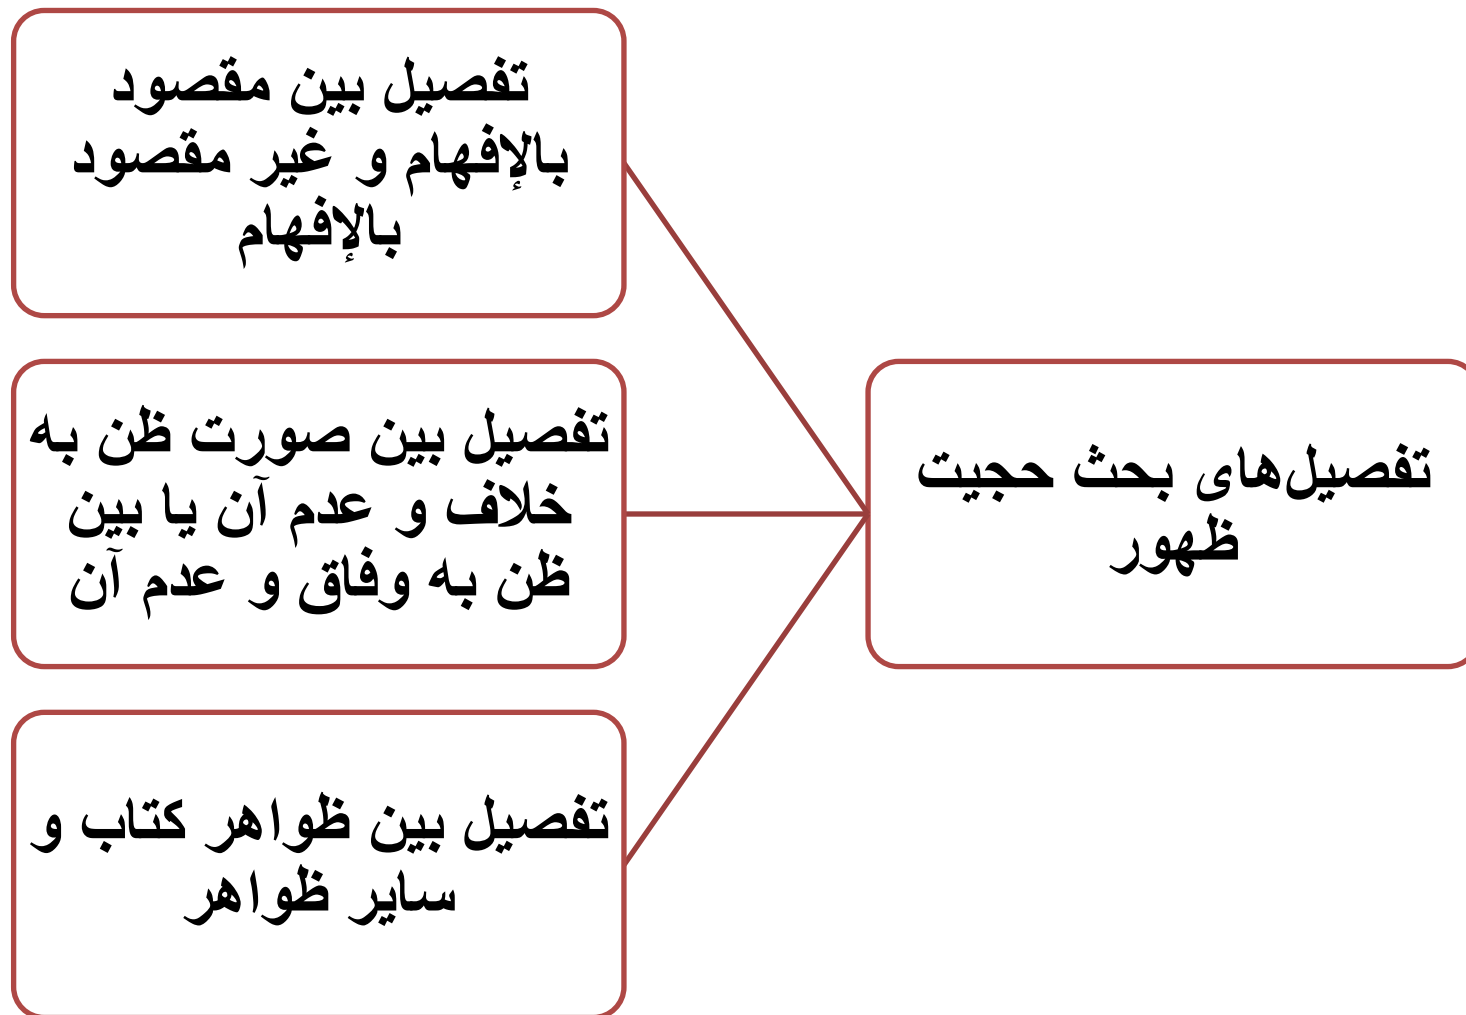 تفصیل‌های بحث حجیت
ظهور
تفصیل بین مقصود
بالإفهام و غیر مقصود
بالإفهام
تفصیل بین صورت ظن به
خلاف و عدم آن یا بین
ظن به وفاق و عدم آن
تفصیل بین ظواهر کتاب و
سایر ظواهر